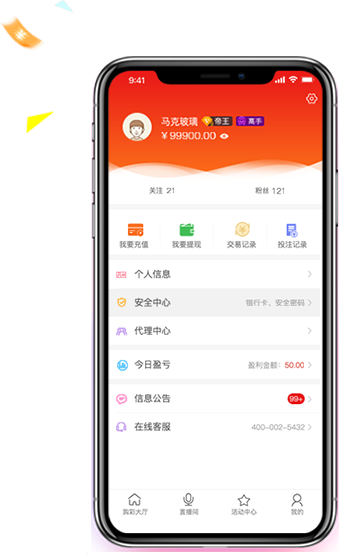 9:41
马克玻璃 帝王 高手
¥99900.00
关注 21 粉丝 121
我要充值 我要提现 交易记录 投注记录
个人信息
安全中心 银行卡，安全密码
代理中心
今日盈亏 盈利金额：50.00
信息公告 99+
在线客服 400-002-5432
购彩大厅 直播间 活动中心 我的